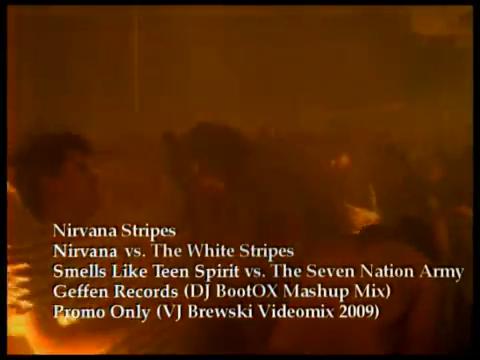 Nirvana Stripes
Nirvana vs. The White Stripes
Smells Like Teen Spirit vs. The Seven Nation Army
Geffen Records (DJ BootOX Mashup Mix)
Promo Only (VJ Brewski Videomix 2009)